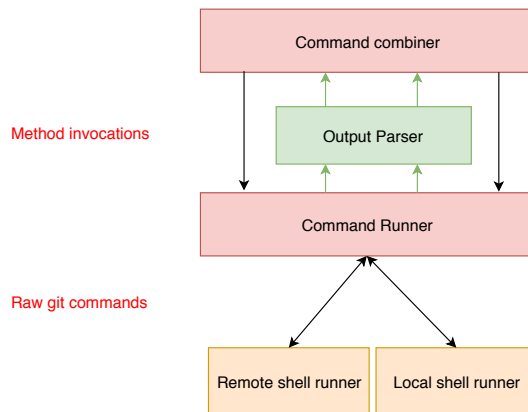 Command combiner
Method invocations
Output Parser
Command Runner
Raw git commands
Remote shell runner
Local shell runner